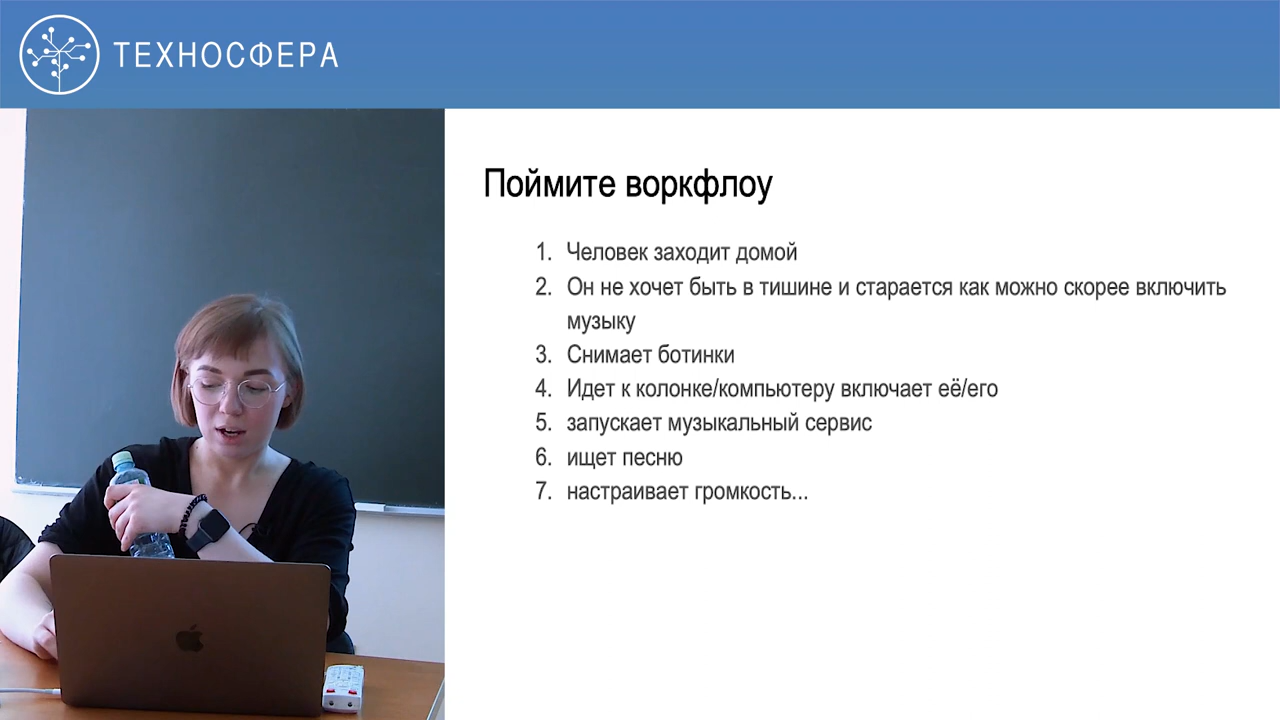 ТЕХНОСФЕРА
Поймите воркфлоу
1. Человек заходит домой
2. Он не хочет быть в тишине и старается как можно скорее включить
музыку
3. Снимает ботинки
4. Идет к колонке/компьютеру включает её/его
5. запускает музыкальный сервис
6. ищет песню
7. настраивает громкость...